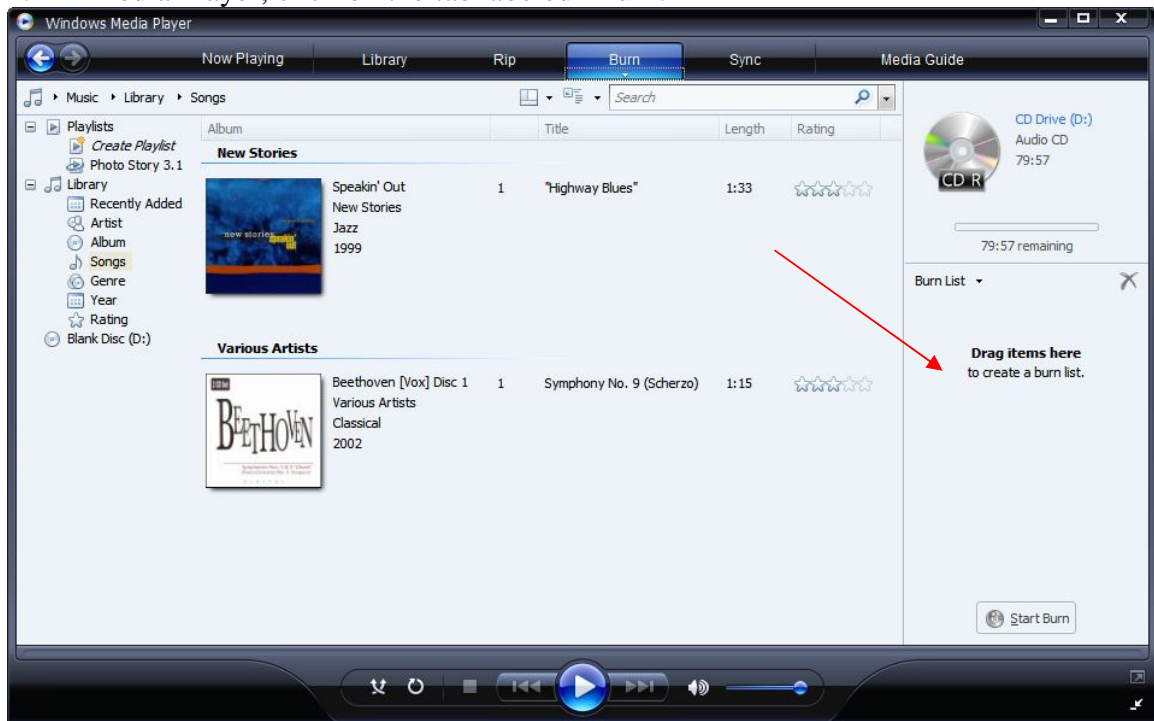 Windows Media Player
Now Playing Library Rip Burn Sync Media Guide
Music Library Songs
Search
Playlists
Create Playlist
Photo Story 3.1
Library
Recently Added
Artist
Album
Songs
Genre
Year
Rating
Blank Disc (D:)
Album Title Length Rating
New Stories
new stories
speakin' out
Speakin' Out 1 "Highway Blues" 1:33
New Stories
Jazz
1999
Various Artists
BEETHOVEN
Beethoven [Vox] Disc 1 1 Symphony No. 9 (Scherzo) 1:15
Various Artists
Classical
2002
CD R
CD Drive (D:)
Audio CD
79:57
79:57 remaining
Burn List
Drag items here
to create a burn list.
Start Burn